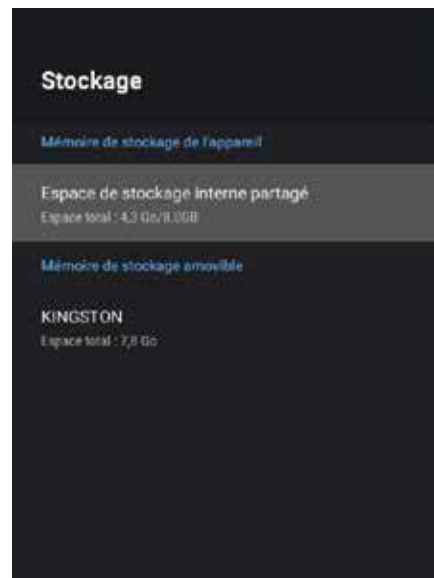 Stockage
Mémoire de stockage de l'appareil
Espace de stockage interne partagé
Espace total : 4,3 Go/8.0GB
Mémoire de stockage amovible
KINGSTON
Espace total : 7,8 Go